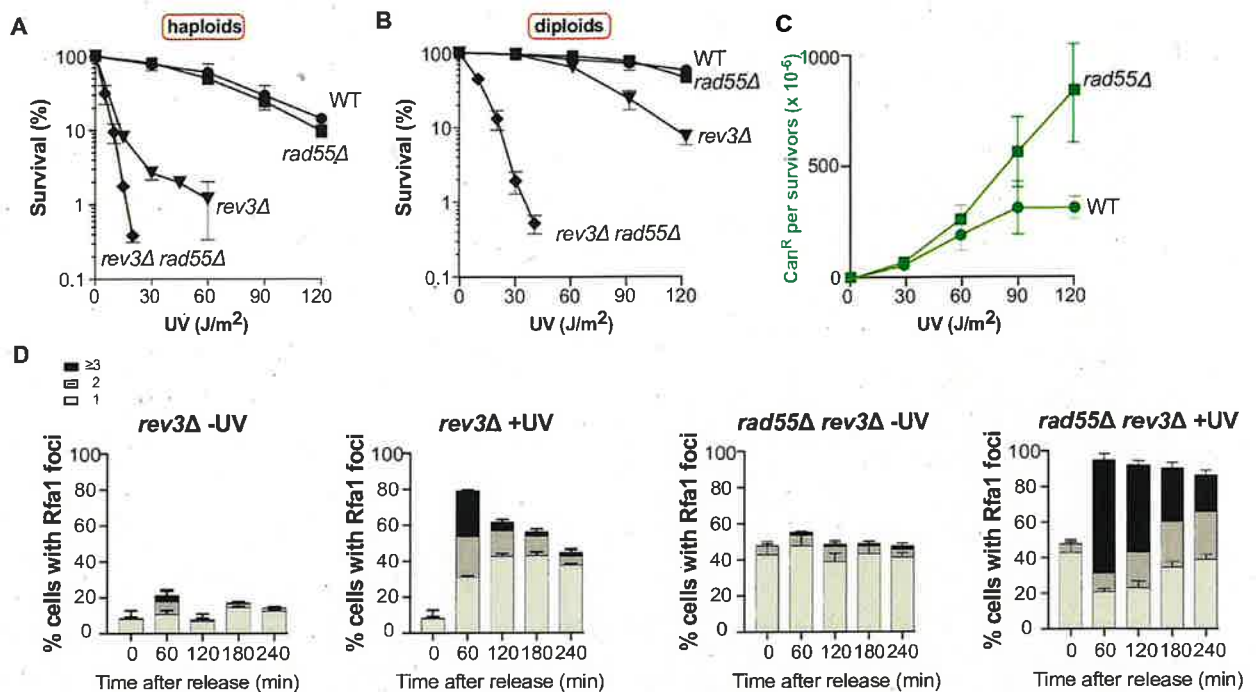 A
haploids
100
10
1
0.1
Survival (%)
0 30 60 90 120
UV (J/m²)
WT
rad55Δ
rev3Δ
rev3Δ rad55Δ
B
diploids
100
10
1
0.1
Survival (%)
0 30 60 90 120
UV (J/m²)
WT
rad55Δ
rev3Δ
rev3Δ rad55Δ
C
1000
500
0
Canᴿ per survivors (x 10⁻⁶)
0 30 60 90 120
UV (J/m²)
rad55Δ
WT
D
≥3
2
1
rev3Δ -UV
100
80
60
40
20
0
% cells with Rfa1 foci
0 60 120 180 240
Time after release (min)
rev3Δ +UV
100
80
60
40
20
0
% cells with Rfa1 foci
0 60 120 180 240
Time after release (min)
rad55Δ rev3Δ -UV
100
80
60
40
20
0
% cells with Rfa1 foci
0 60 120 180 240
Time after release (min)
rad55Δ rev3Δ +UV
100
80
60
40
20
0
% cells with Rfa1 foci
0 60 120 180 240
Time after release (min)